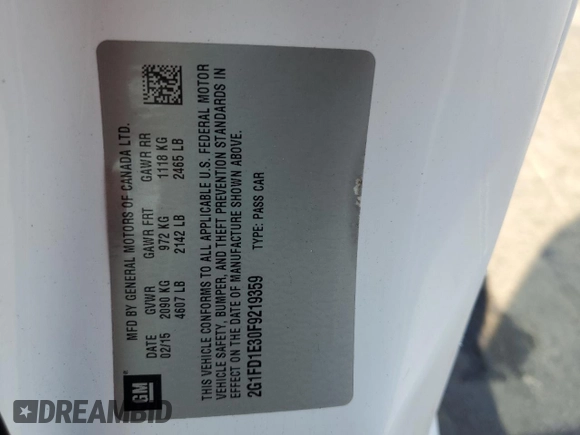 MFD BY GENERAL MOTORS OF CANADA LTD.
DATE GVWR GAWR FRT GAWR RR
02/15 2090 KG 972 KG 1118 KG
4607 LB 2142 LB 2465 LB
THIS VEHICLE CONFORMS TO ALL APPLICABLE U.S. FEDERAL MOTOR
VEHICLE SAFETY, BUMPER, AND THEFT PREVENTION STANDARDS IN
EFFECT ON THE DATE OF MANUFACTURE SHOWN ABOVE.
2G1FD1E30F9219359 TYPE: PASS CAR
GM
DREAMBID